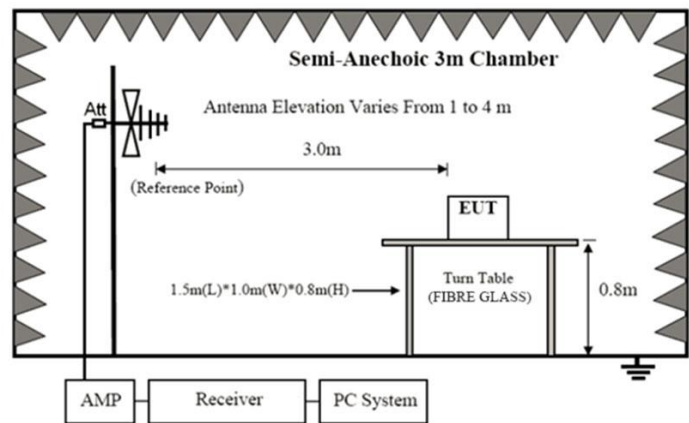 Semi-Anechoic 3m Chamber
Att
Antenna Elevation Varies From 1 to 4 m
3.0m
(Reference Point)
EUT
1.5m(L)*1.0m(W)*0.8m(H)
Turn Table
(FIBRE GLASS)
0.8m
AMP
Receiver
PC System